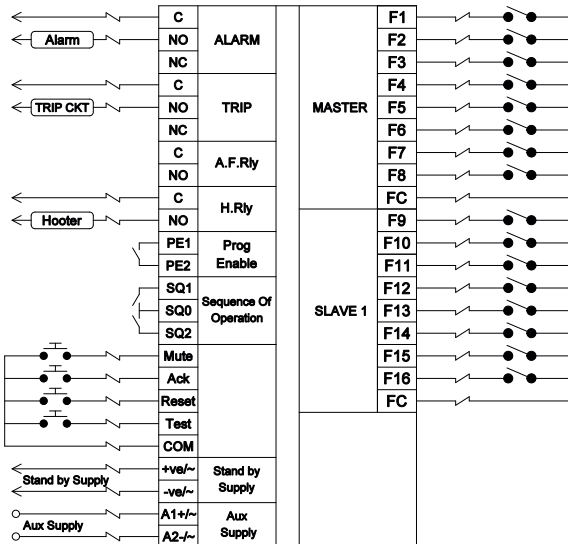 C F1
Alarm NO ALARM F2
NC F3
C F4
TRIP CKT NO TRIP MASTER F5
NC F6
C A.F.Rly F7
NO F8
C H.Rly FC
Hooter NO F9
PE1 Prog F10
PE2 Enable F11
SQ1 F12
SQ0 Sequence Of Operation SLAVE 1 F13
SQ2 F14
Mute F15
Ack F16
Reset FC
Test
COM
+ve/~ Stand by
Stand by Supply
-ve/~ Supply
A1+/~ Aux
Aux Supply
A2-/~ Supply